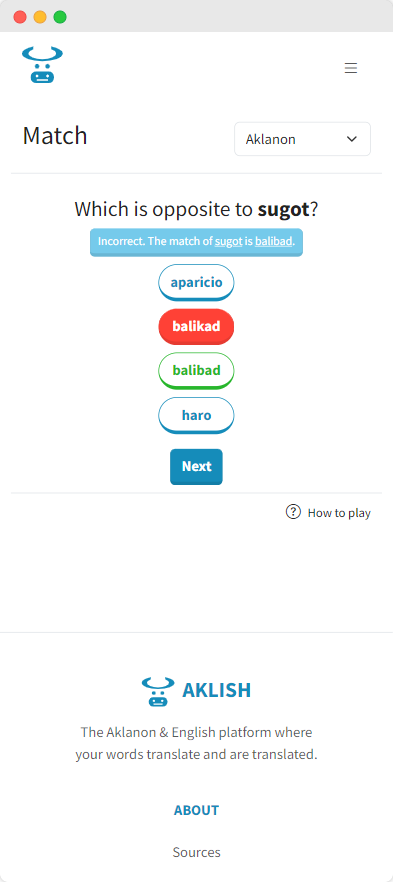 Match
Aklanon
Which is opposite to sugot?
Incorrect. The match of sugot is balibad.
aparicio
balikad
balibad
haro
Next
How to play
AKLISH
The Aklanon & English platform where
your words translate and are translated.
ABOUT
Sources